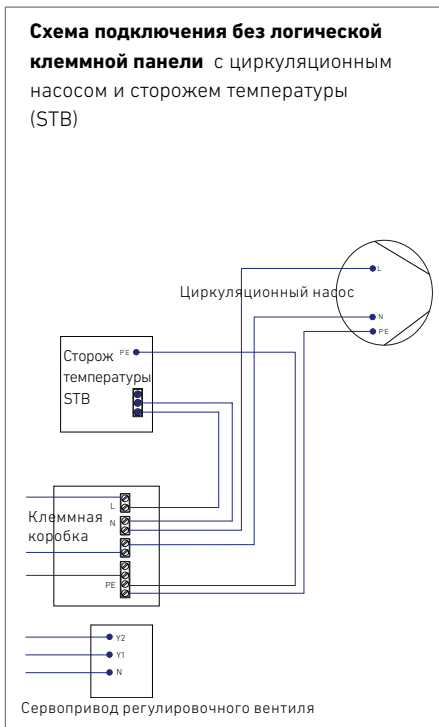 Схема подключения без логической
клеммной панели с циркуляционным
насосом и сторожем температуры
(STB)
L
Циркуляционный насос
N
PE
Сторож PE
температуры
STB
L
Клеммная N
коробка
PE
Y2
Y1
N
Сервопривод регулировочного вентиля